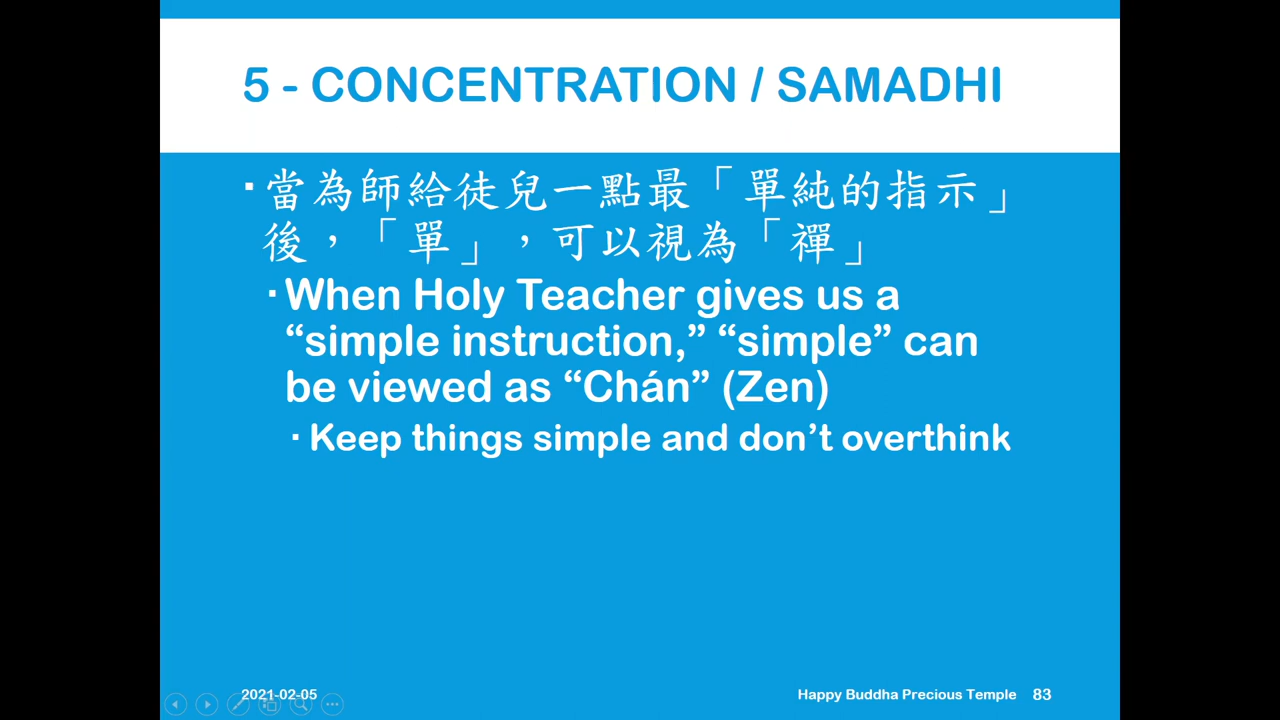 5 - CONCENTRATION / SAMADHI
▪當為師給徒兒一點最「單純的指示」
後，「單」，可以視為「禪」
▪When Holy Teacher gives us a
“simple instruction,” “simple” can
be viewed as “Chán” (Zen)
▪Keep things simple and don’t overthink
2021-02-05
Happy Buddha Precious Temple 83